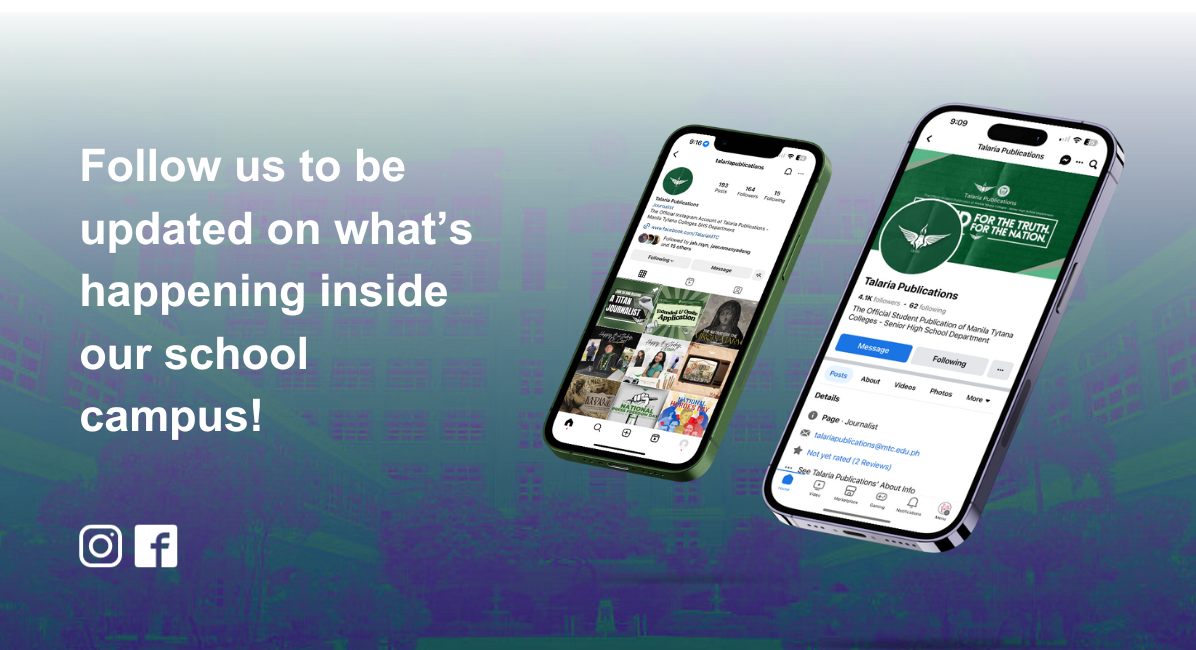 Follow us to be
updated on what's
happening inside
our school
campus!
9:16
talariapublications
193
Posts
164
Followers
15
Following
Talaria Publications
Journalist
The Official Instagram Account of Talaria Publications -
Manila Tytana Colleges SHS Department
www.facebook.com/TalariaMTC
and 15 others
Following
Message
A TITAN
JOURNALIST
Extended & Onsite
Application
NATIONAL
NATIONAL
HEROES DAY
9:09
Talaria Publications
Talaria Publications
FOR THE TRUTH.
FOR THE NATION.
Talaria Publications
4.1K followers • 62 following
The Official Student Publication of Manila Tytana
Colleges - Senior High School Department
Message
Following
Posts
About
Videos
Photos
More
Details
Page · Journalist
talariapublications@mtc.edu.ph
Not yet rated (2 Reviews)
See Talaria Publications' About Info
Home
Video
Marketplace
Gaming
Notifications
Menu